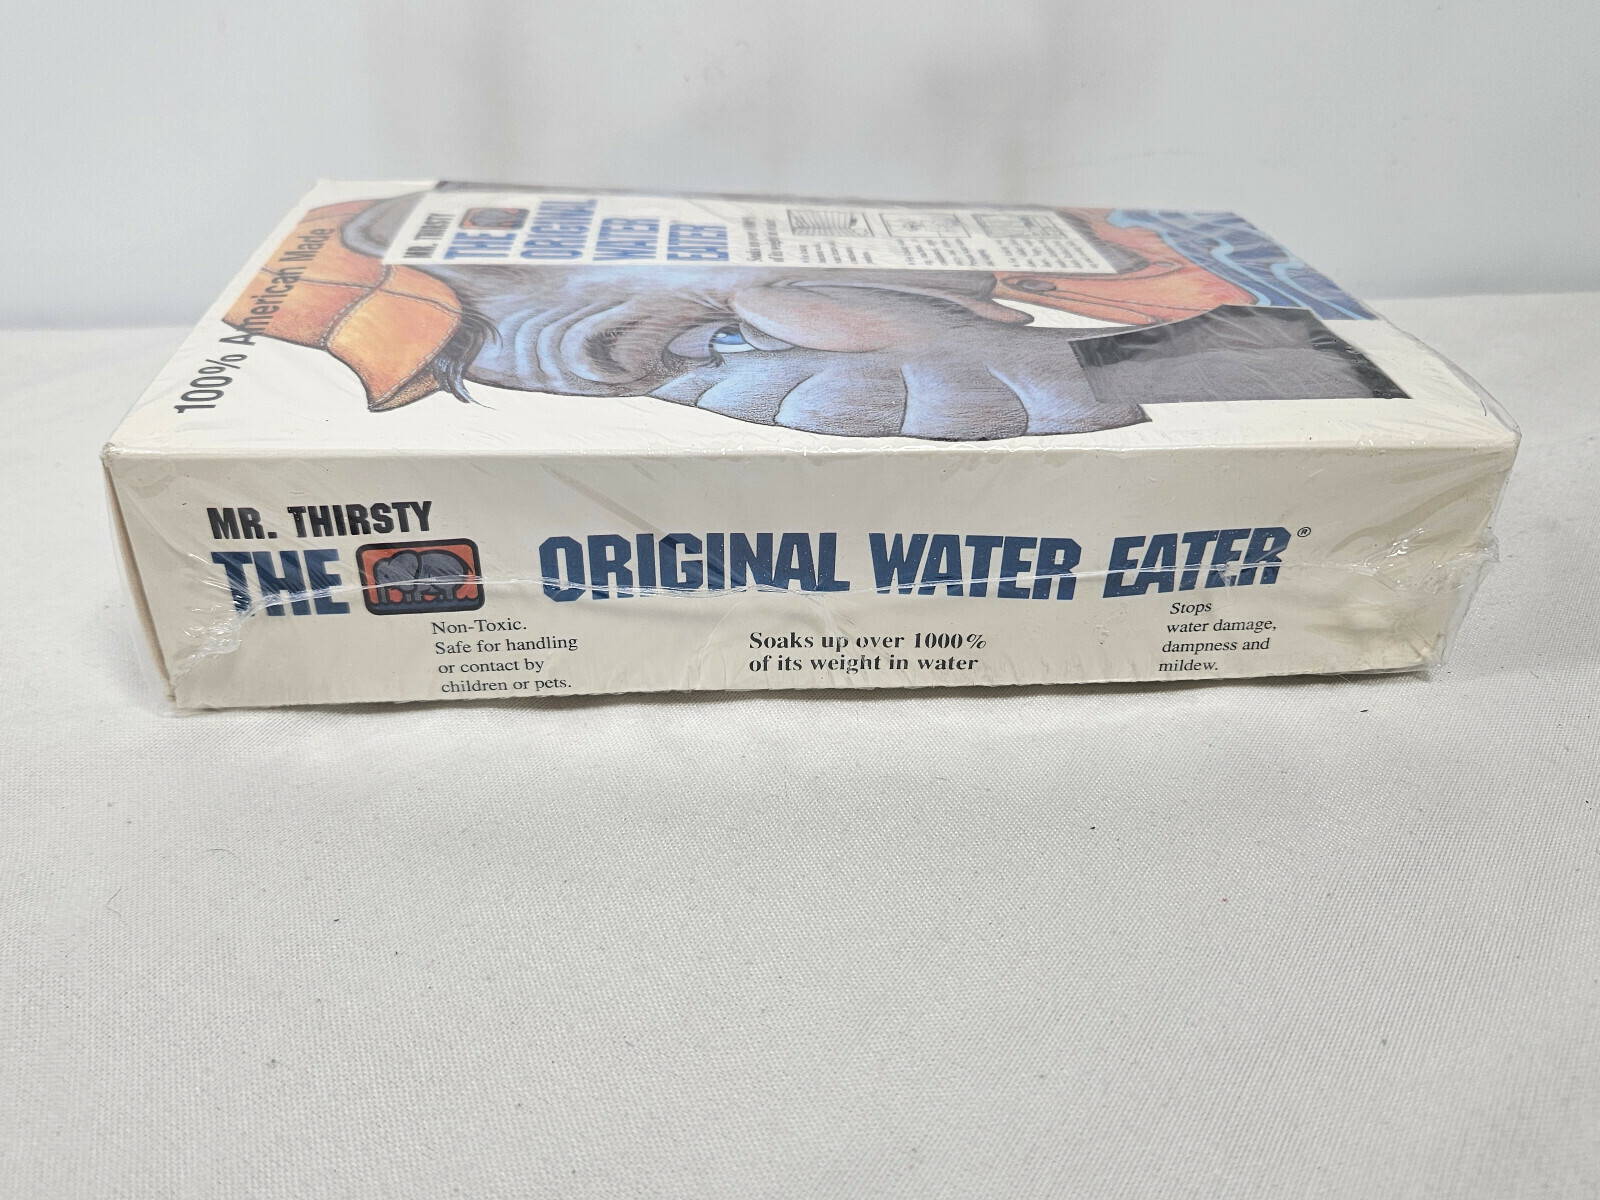 100% American Made
MR. THIRSTY
THE
ORIGINAL
WATER
EATER
MR. THIRSTY
THE ORIGINAL WATER EATER®
Non-Toxic.
Safe for handling
or contact by
children or pets.
Soaks up over 1000%
of its weight in water
Stops
water damage,
dampness and
mildew.